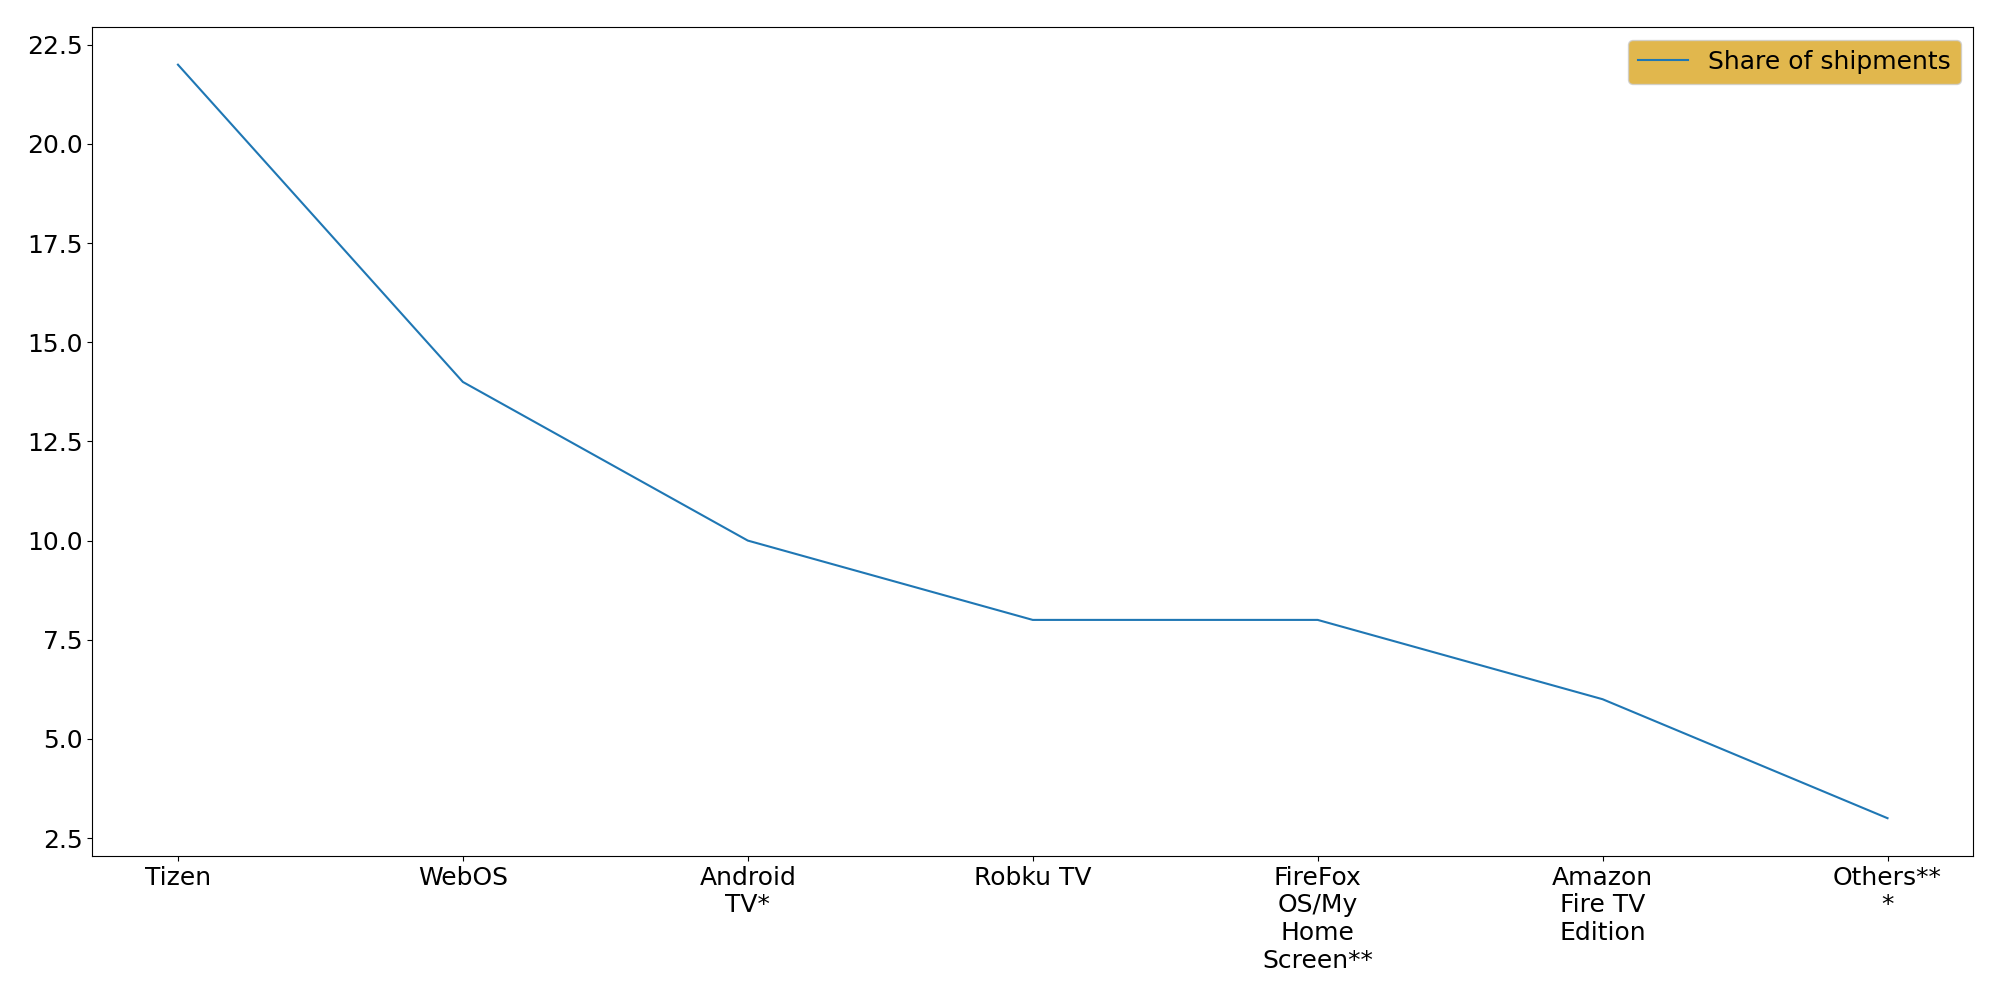 22.5
20.0
17.5
15.0
12.5
10.0
7.5
5.0
2.5
Share of shipments
Tizen
WebOS
Android
TV*
Robku TV
FireFox
OS/My
Home
Screen**
Amazon
Fire TV
Edition
Others**
*